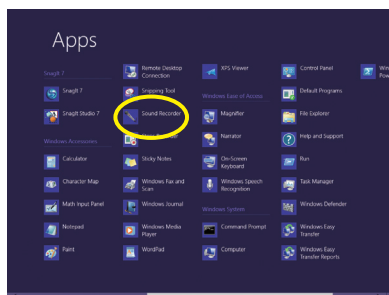 Apps
SnagIt 7
SnagIt 7
SnagIt Studio 7
Windows Accessories
Calculator
Character Map
Math Input Panel
Notepad
Paint
Remote Desktop
Connection
Snipping Tool
Sound Recorder
Sticky Notes
Windows Fax and
Scan
Windows Journal
Windows Media
Player
WordPad
XPS Viewer
Windows Ease of Access
Magnifier
Narrator
On-Screen
Keyboard
Windows Speech
Recognition
Windows System
Command Prompt
Computer
Control Panel
Default Programs
File Explorer
Help and Support
Run
Task Manager
Windows Defender
Windows Easy
Transfer
Windows Easy
Transfer Reports